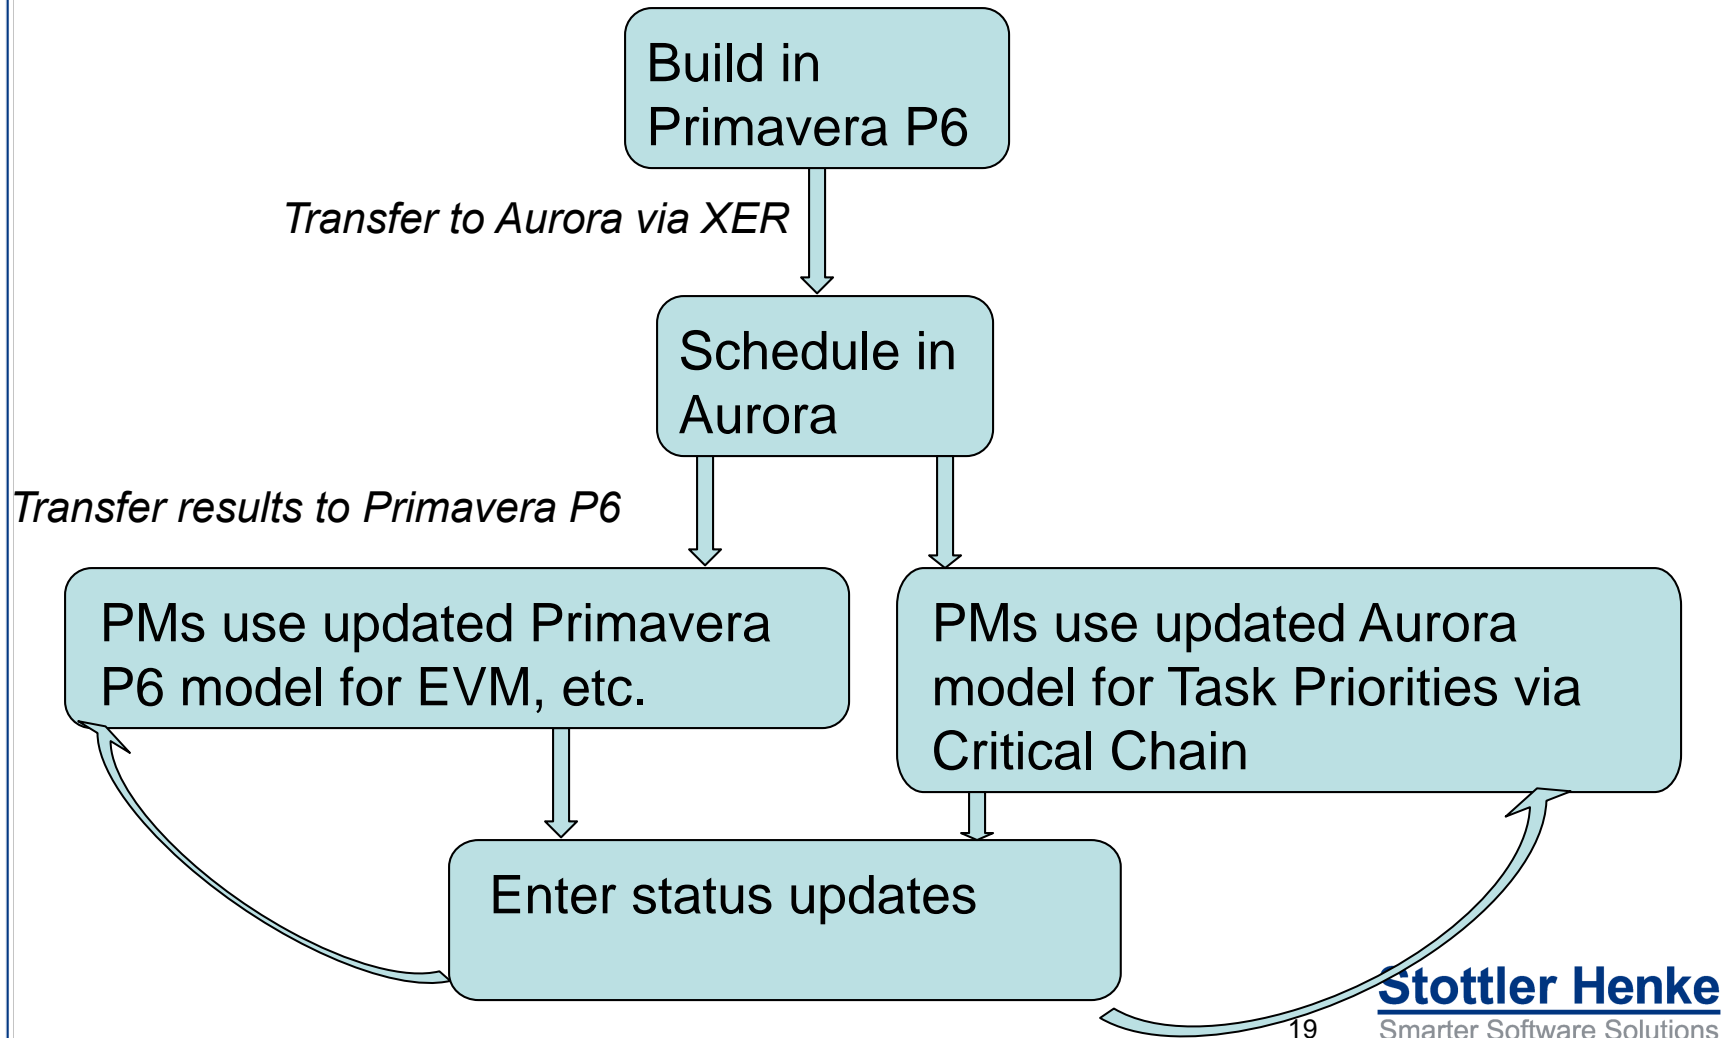 Build in
Primavera P6
Transfer to Aurora via XER
Schedule in
Aurora
Transfer results to Primavera P6
PMs use updated Primavera
P6 model for EVM, etc.
PMs use updated Aurora
model for Task Priorities via
Critical Chain
Enter status updates
Stottler Henke
Smarter Software Solutions
19